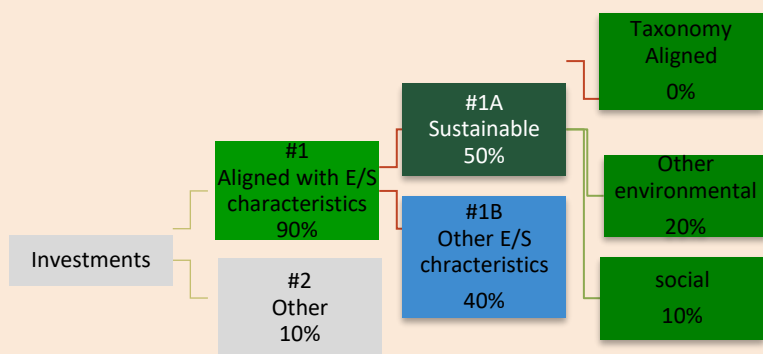 Investments
#1
Aligned with E/S
characteristics
90%
#2
Other
10%
#1A
Sustainable
50%
#1B
Other E/S
chracteristics
40%
Taxonomy
Aligned
0%
Other
environmental
20%
social
10%